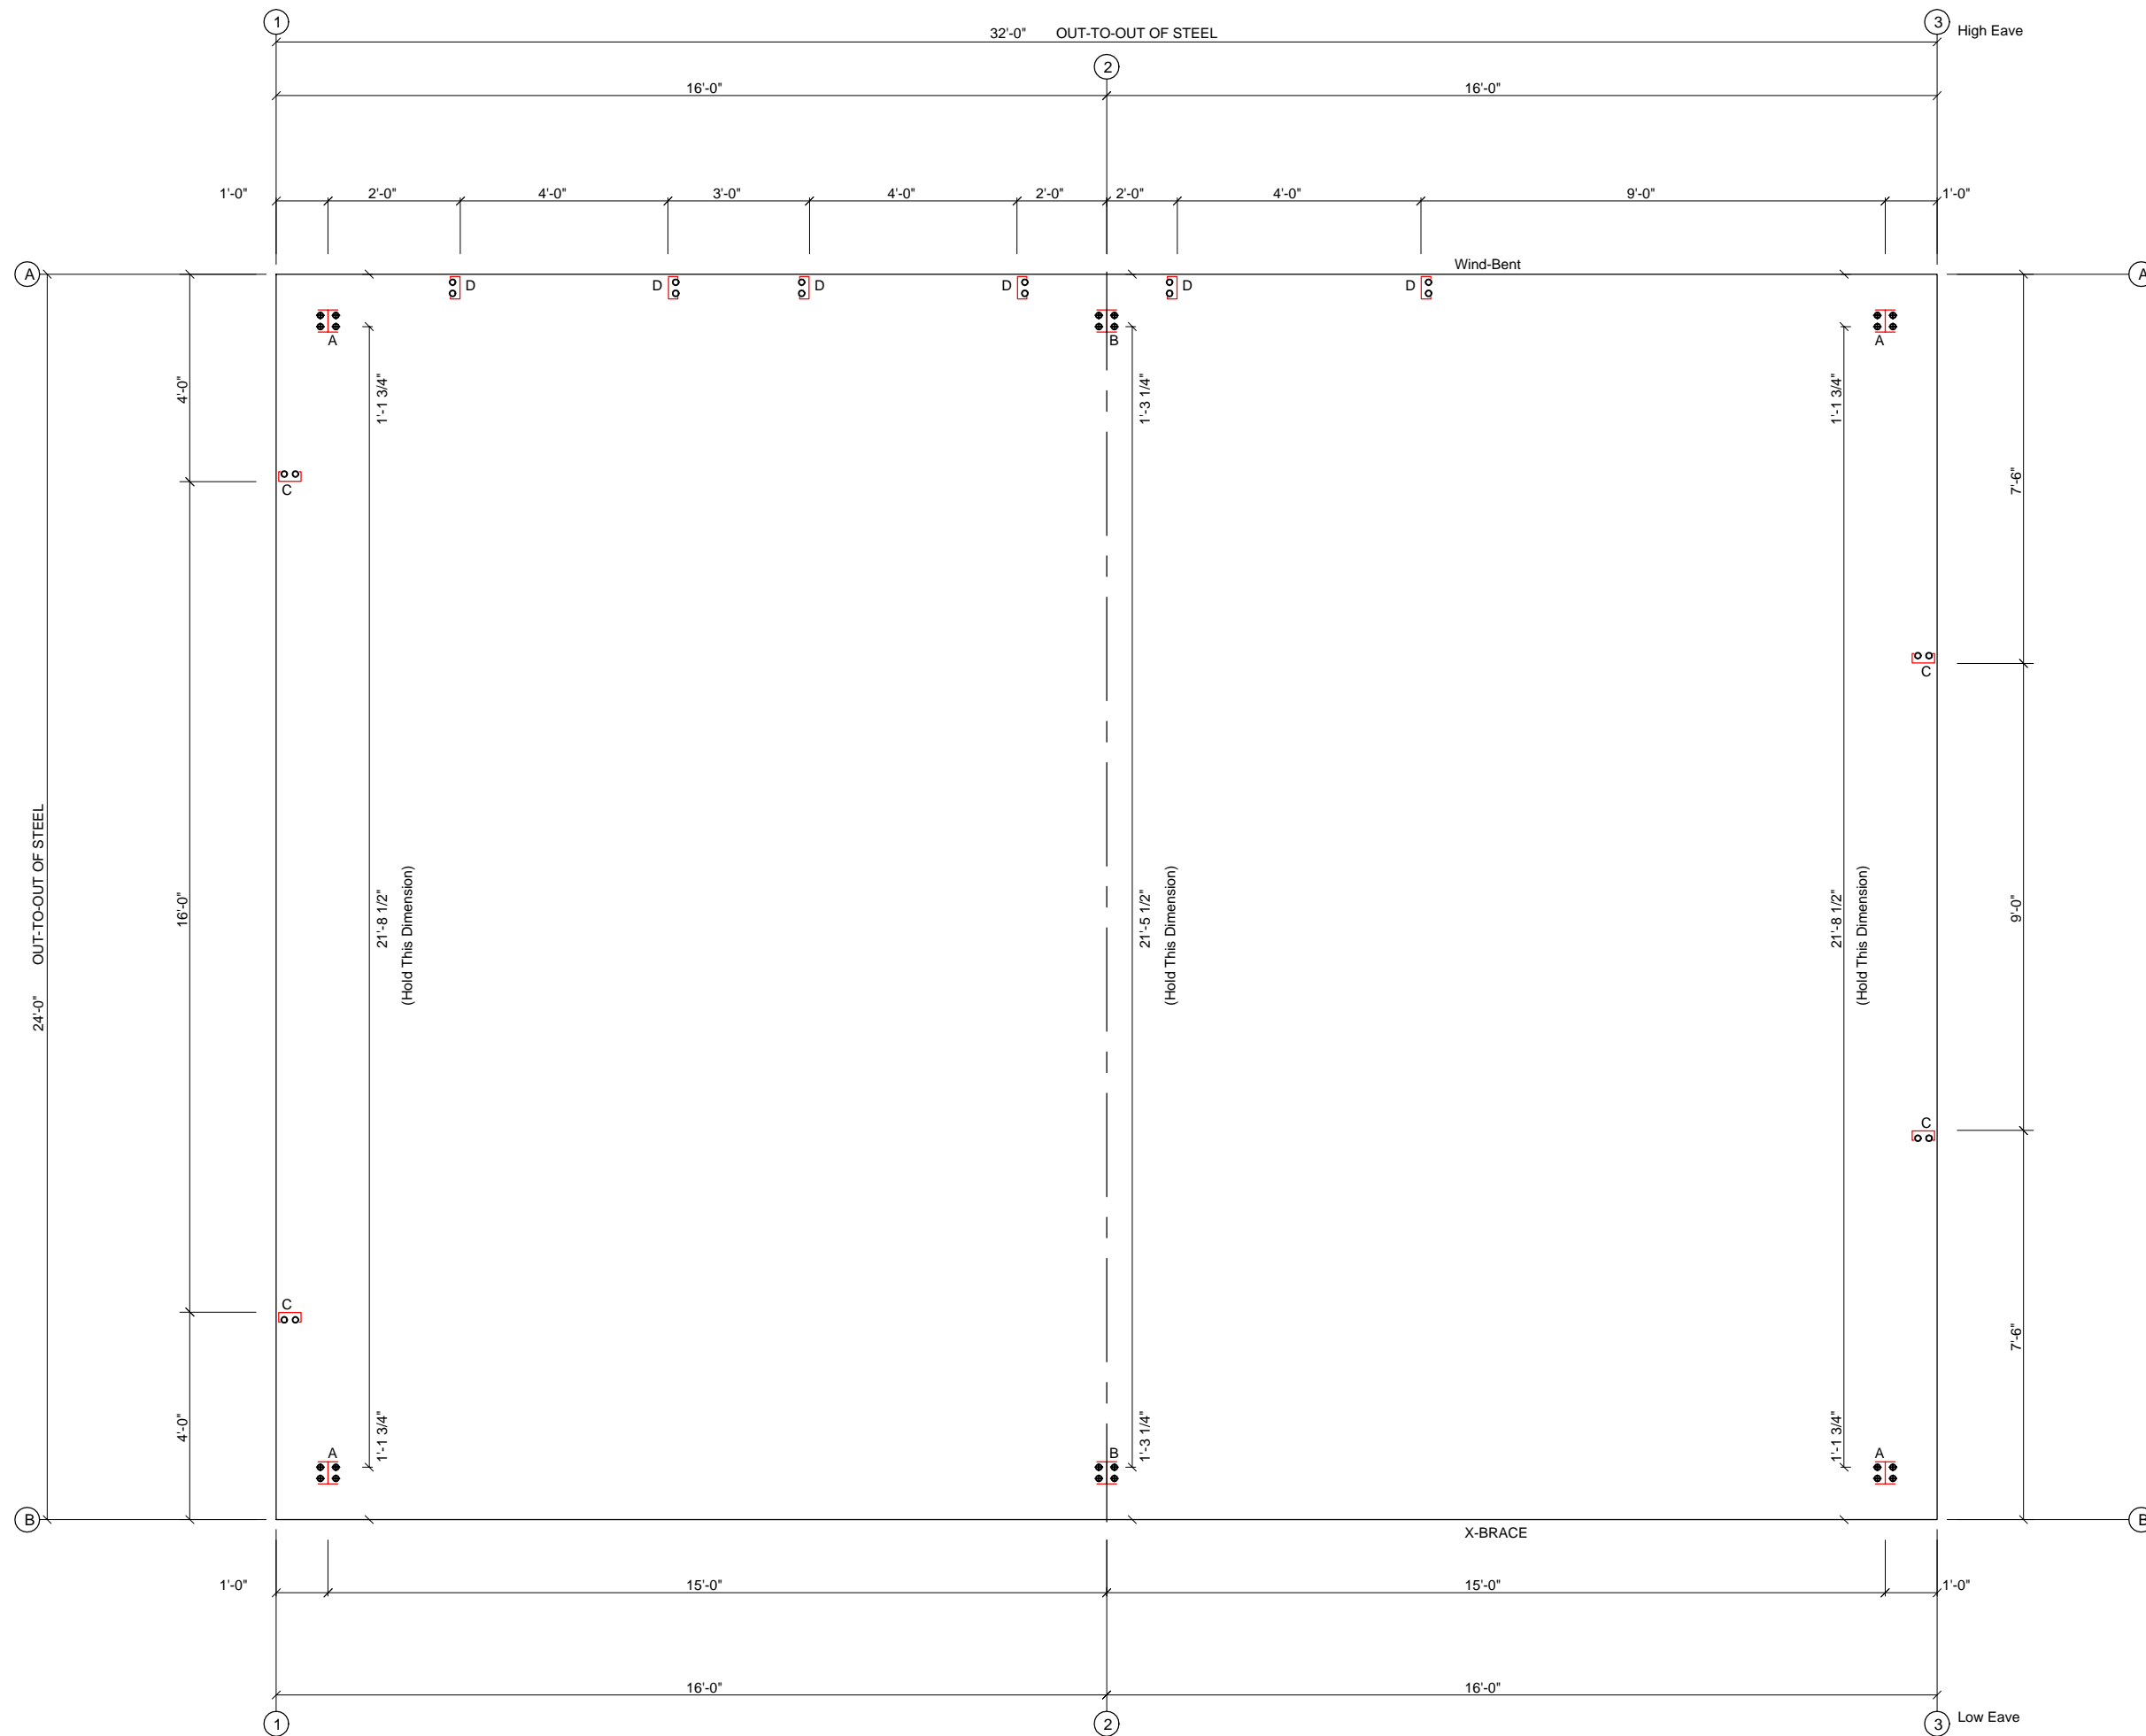 1
3
High Eave
32'-0" OUT-TO-OUT OF STEEL
2
16'-0"
16'-0"
1'-0"
2'-0"
4'-0"
3'-0"
4'-0"
2'-0"
2'-0"
4'-0"
9'-0"
1'-0"
Wind-Bent
A
A
D
D
D
D
D
D
A
B
A
4'-0"
1'-1 3/4"
1'-3 1/4"
1'-1 3/4"
7'-6"
C
C
24'-0" OUT-TO-OUT OF STEEL
16'-0"
21'-8 1/2"
(Hold This Dimension)
21'-5 1/2"
(Hold This Dimension)
21'-8 1/2"
(Hold This Dimension)
9'-0"
C
C
4'-0"
1'-1 3/4"
1'-3 1/4"
1'-1 3/4"
7'-6"
A
B
A
B
B
X-BRACE
1'-0"
15'-0"
15'-0"
1'-0"
16'-0"
16'-0"
1
2
3
Low Eave